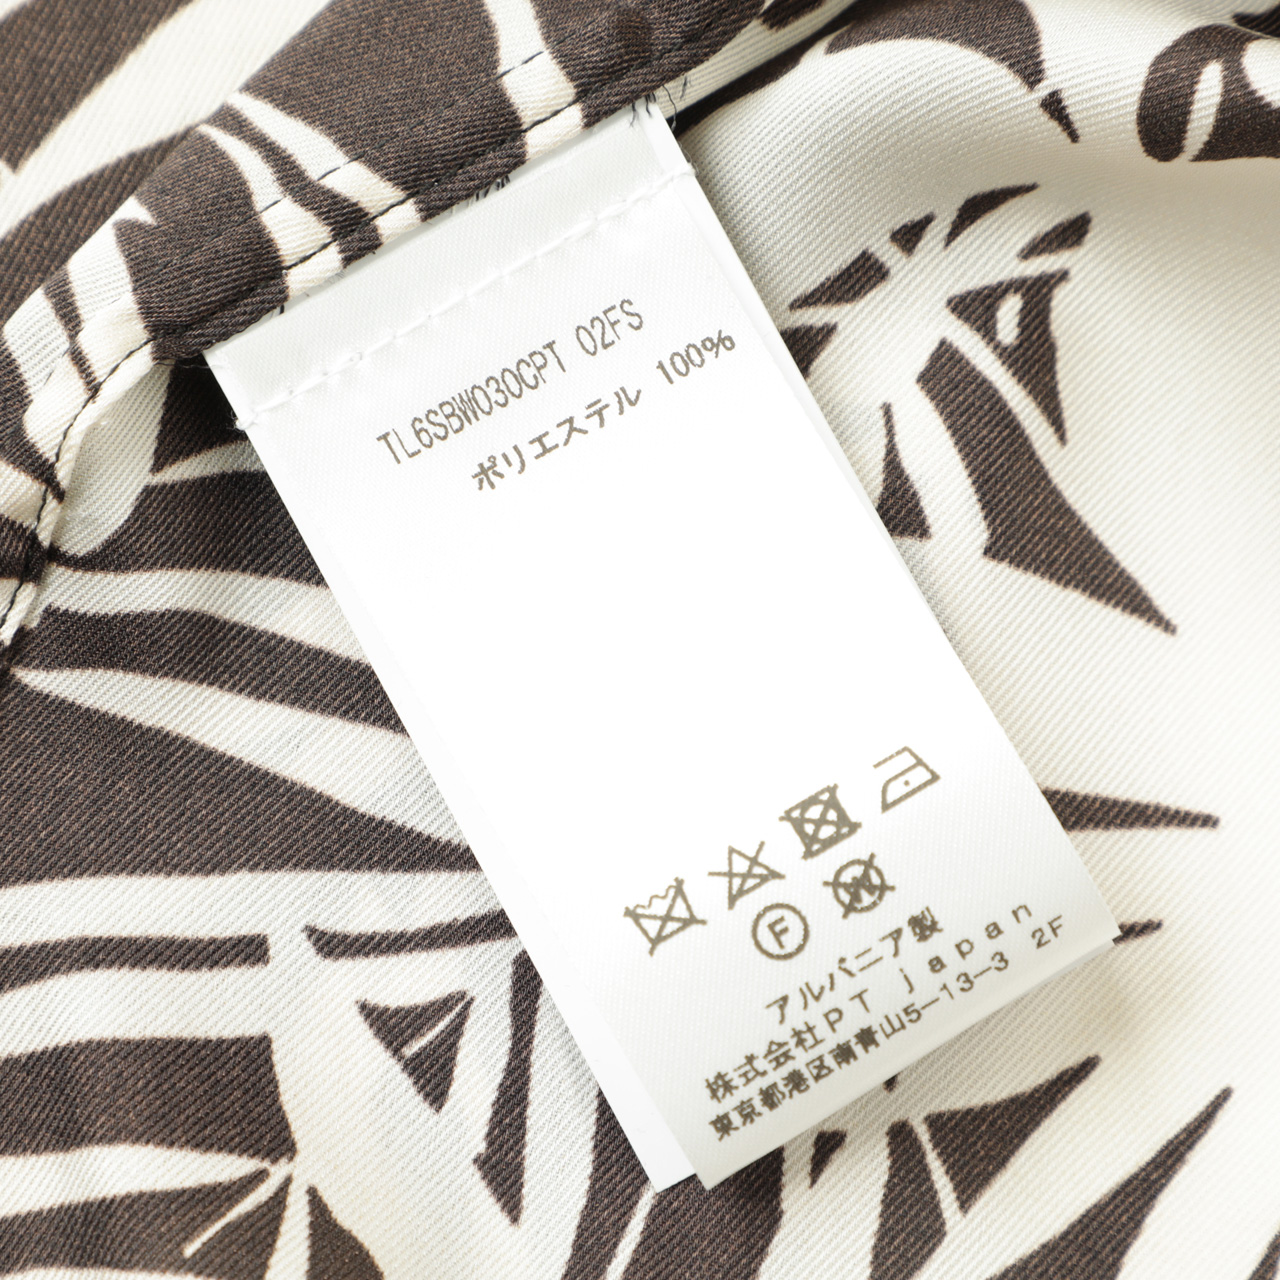 TL6SBW030CPT 02FS
ポリエステル 100%
F
W
アルバニア製
株式会社PT japan
東京都港区南青山5-13-3 2F